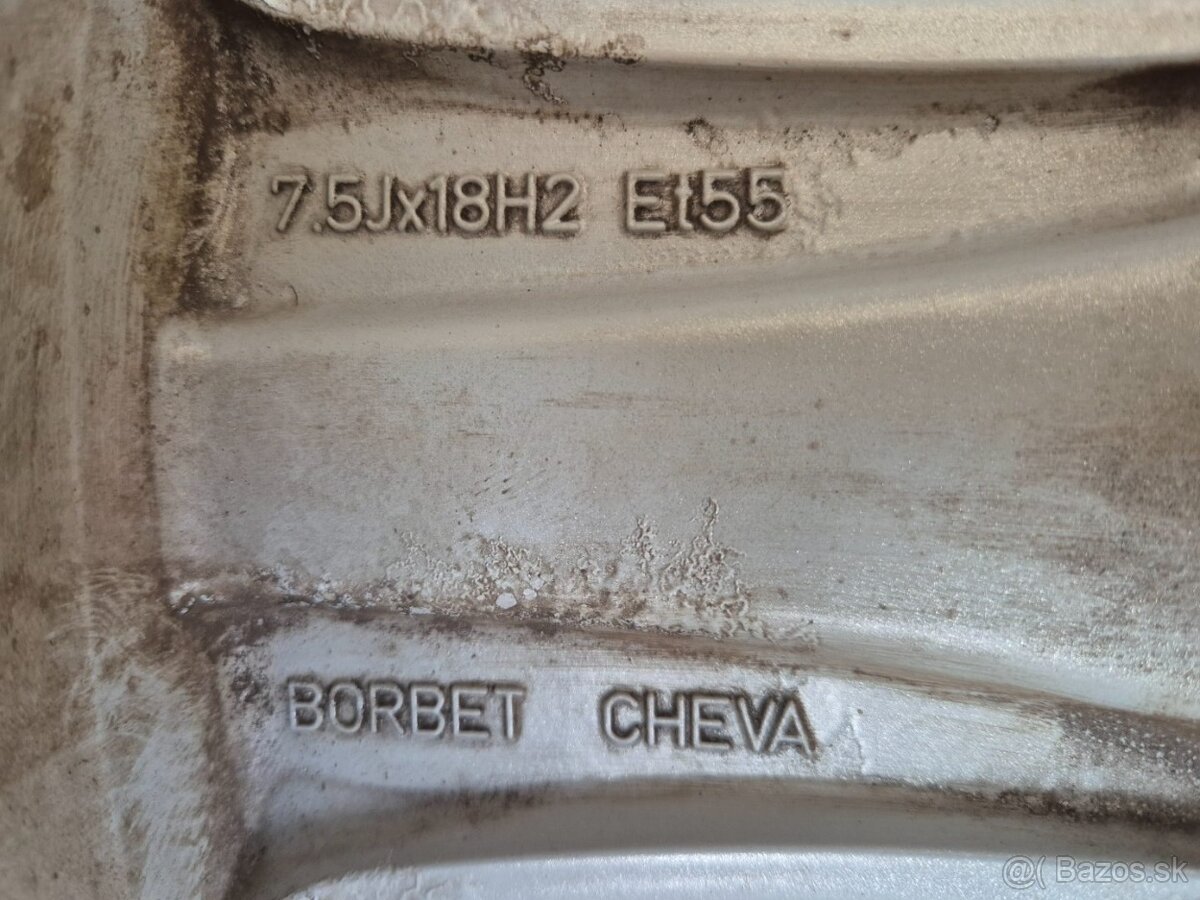 7.5Jx18H2 Et55
BORBET CHEVA
@( Bazos.sk